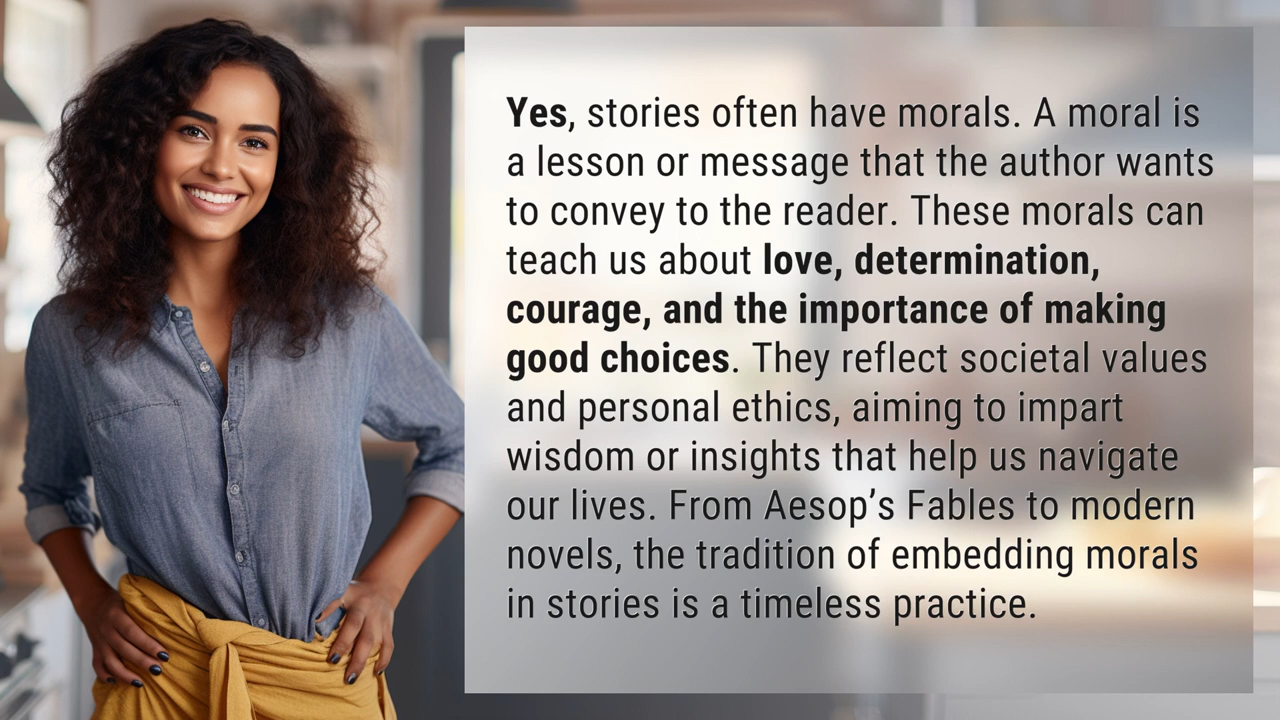 Yes, stories often have morals. A moral is
a lesson or message that the author wants
to convey to the reader. These morals can
teach us about love, determination,
courage, and the importance of making
good choices. They reflect societal values
and personal ethics, aiming to impart
wisdom or insights that help us navigate
our lives. From Aesop’s Fables to modern
novels, the tradition of embedding morals
in stories is a timeless practice.